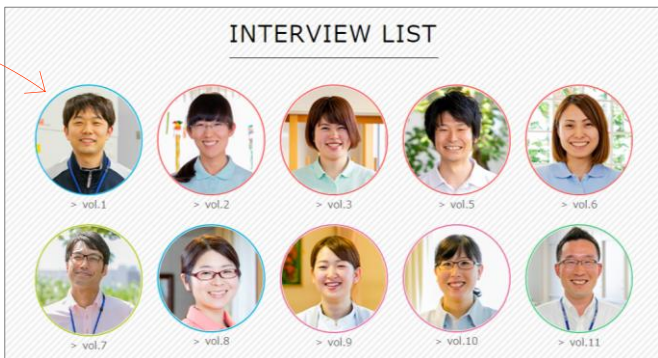 INTERVIEW LIST
> vol.1
> vol.2
> vol.3
> vol.5
> vol.6
> vol.7
> vol.8
> vol.9
> vol.10
> vol.11